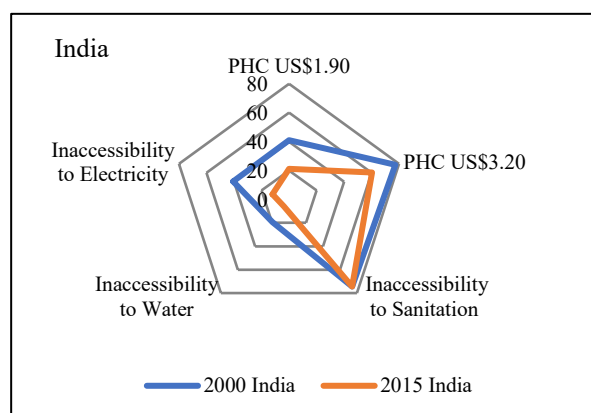 India
PHC US$1.90
80
60
40
20
0
PHC US$3.20
Inaccessibility
to Electricity
Inaccessibility
to Water
Inaccessibility
to Sanitation
2000 India
2015 India